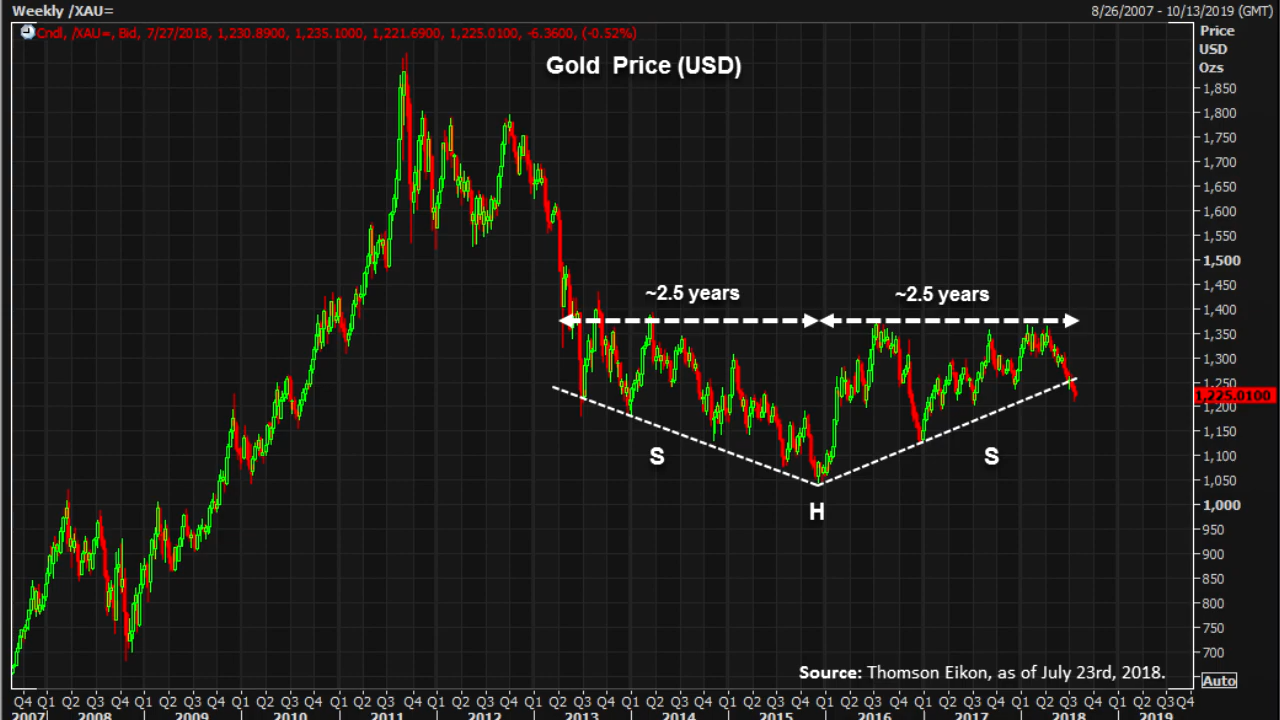 Weekly /XAU=
8/26/2007 - 10/13/2019 (GMT)
Cndl, /XAU=, Bid, 7/27/2018, 1,230.8900, 1,235.1000, 1,221.6900, 1,225.0100, -6.3600, (-0.52%)
Price
USD
Ozs
Gold Price (USD)
1,850
1,800
1,750
1,700
1,650
1,600
1,550
1,500
1,450
1,400
1,350
1,300
1,250
1,225.0100
1,200
1,150
1,100
1,050
1,000
950
900
850
800
750
700
~2.5 years
~2.5 years
S
S
H
Source: Thomson Eikon, as of July 23rd, 2018.
Auto
Q4 Q1 Q2 Q3 Q4 Q1 Q2 Q3 Q4 Q1 Q2 Q3 Q4 Q1 Q2 Q3 Q4 Q1 Q2 Q3 Q4 Q1 Q2 Q3 Q4 Q1 Q2 Q3 Q4 Q1 Q2 Q3 Q4 Q1 Q2 Q3 Q4 Q1 Q2 Q3 Q4 Q1 Q2 Q3 Q4 Q1 Q2 Q3 Q4
2007 2008 2009 2010 2011 2012 2013 2014 2015 2016 2017 2018 2019